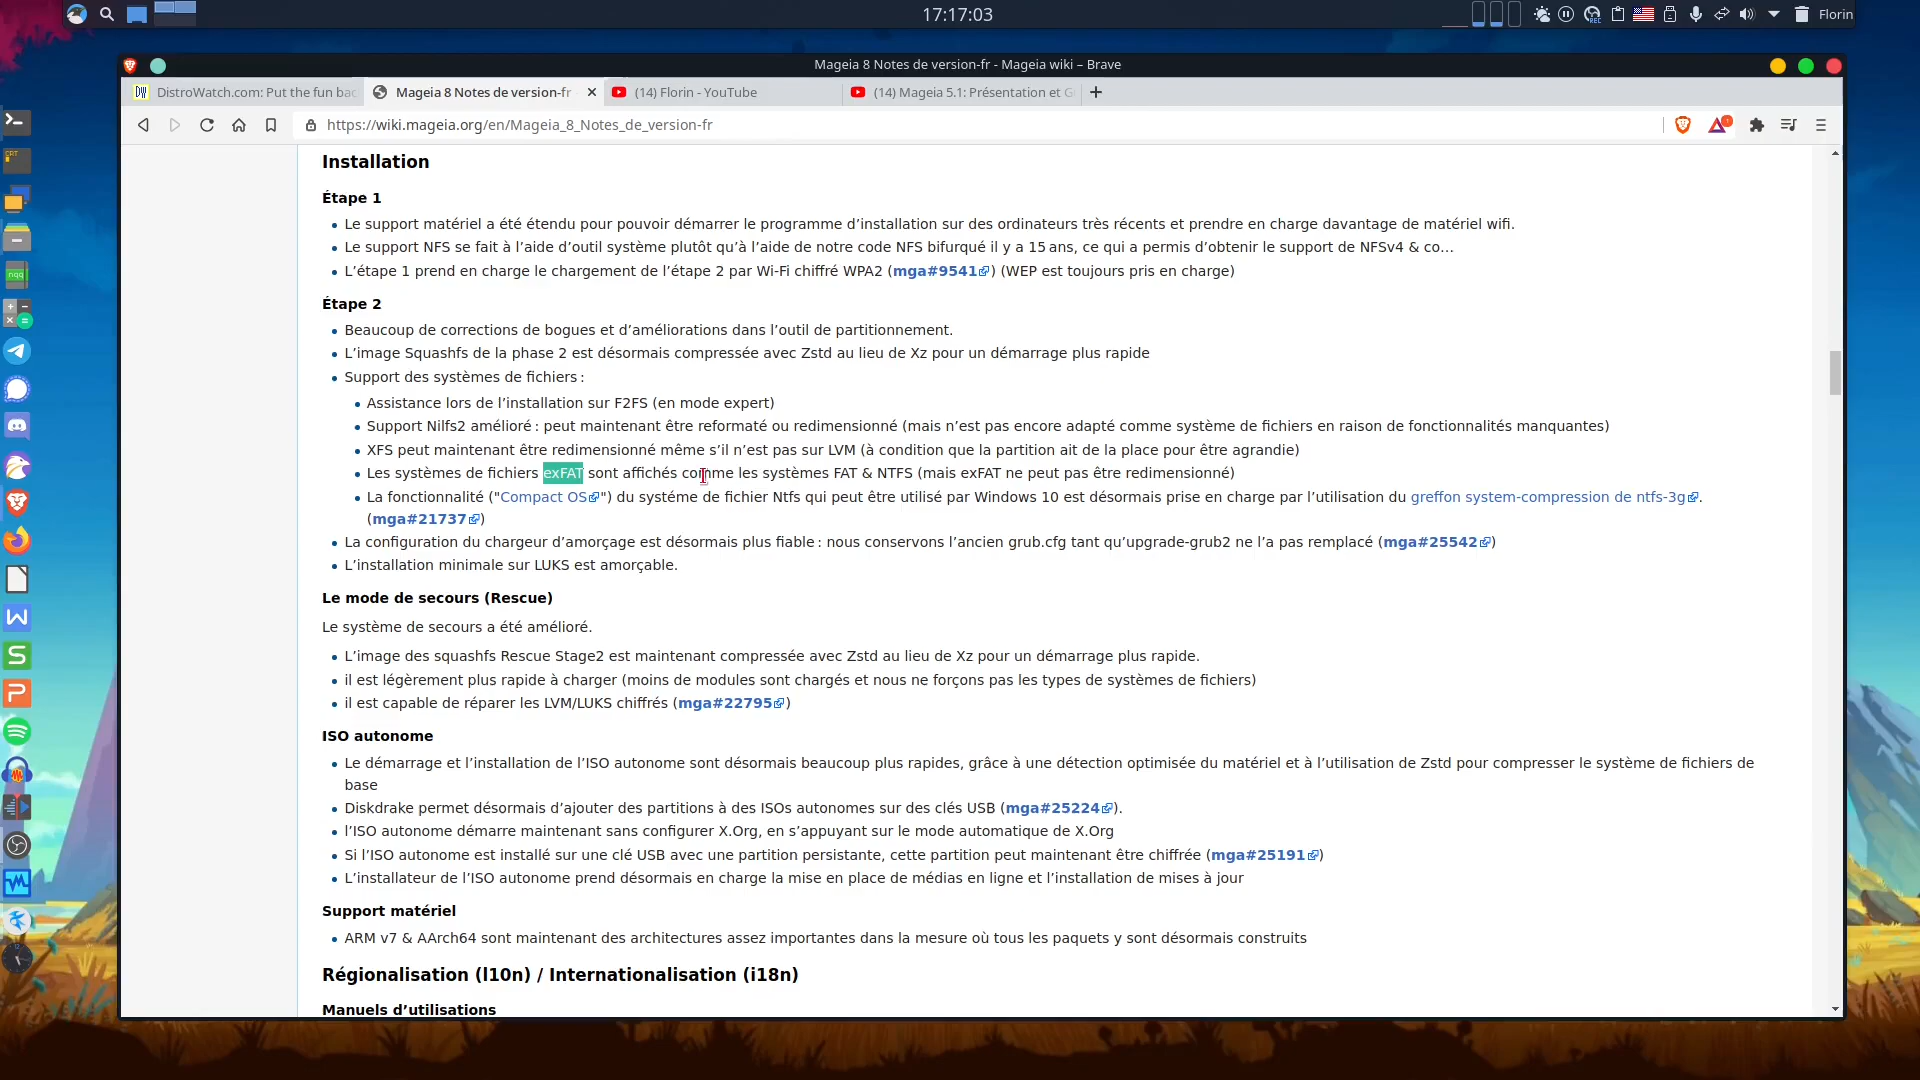 17:17:03
REC
Florin
Mageia 8 Notes de version-fr - Mageia wiki – Brave
DistroWatch.com: Put the fun bac
Mageia 8 Notes de version-fr
(14) Florin - YouTube
(14) Mageia 5.1: Présentation et G
https://wiki.mageia.org/en/Mageia_8_Notes_de_version-fr
Installation
Étape 1
Le support matériel a été étendu pour pouvoir démarrer le programme d’installation sur des ordinateurs très récents et prendre en charge davantage de matériel wifi.
Le support NFS se fait à l’aide d’outil système plutôt qu’à l’aide de notre code NFS bifurqué il y a 15 ans, ce qui a permis d’obtenir le support de NFSv4 & co…
L’étape 1 prend en charge le chargement de l’étape 2 par Wi-Fi chiffré WPA2 (mga#9541) (WEP est toujours pris en charge)
Étape 2
Beaucoup de corrections de bogues et d’améliorations dans l’outil de partitionnement.
L’image Squashfs de la phase 2 est désormais compressée avec Zstd au lieu de Xz pour un démarrage plus rapide
Support des systèmes de fichiers :
Assistance lors de l’installation sur F2FS (en mode expert)
Support Nilfs2 amélioré : peut maintenant être reformaté ou redimensionné (mais n’est pas encore adapté comme système de fichiers en raison de fonctionnalités manquantes)
XFS peut maintenant être redimensionné même s’il n’est pas sur LVM (à condition que la partition ait de la place pour être agrandie)
Les systèmes de fichiers exFAT sont affichés comme les systèmes FAT & NTFS (mais exFAT ne peut pas être redimensionné)
La fonctionnalité ("Compact OS") du systéme de fichier Ntfs qui peut être utilisé par Windows 10 est désormais prise en charge par l’utilisation du greffon system-compression de ntfs-3g.
(mga#21737)
La configuration du chargeur d’amorçage est désormais plus fiable : nous conservons l’ancien grub.cfg tant qu’upgrade-grub2 ne l’a pas remplacé (mga#25542)
L’installation minimale sur LUKS est amorçable.
Le mode de secours (Rescue)
Le système de secours a été amélioré.
L’image des squashfs Rescue Stage2 est maintenant compressée avec Zstd au lieu de Xz pour un démarrage plus rapide.
il est légèrement plus rapide à charger (moins de modules sont chargés et nous ne forçons pas les types de systèmes de fichiers)
il est capable de réparer les LVM/LUKS chiffrés (mga#22795)
ISO autonome
Le démarrage et l’installation de l’ISO autonome sont désormais beaucoup plus rapides, grâce à une détection optimisée du matériel et à l’utilisation de Zstd pour compresser le système de fichiers de
base
Diskdrake permet désormais d’ajouter des partitions à des ISOs autonomes sur des clés USB (mga#25224).
l’ISO autonome démarre maintenant sans configurer X.Org, en s’appuyant sur le mode automatique de X.Org
Si l’ISO autonome est installé sur une clé USB avec une partition persistante, cette partition peut maintenant être chiffrée (mga#25191)
L’installateur de l’ISO autonome prend désormais en charge la mise en place de médias en ligne et l’installation de mises à jour
Support matériel
ARM v7 & AArch64 sont maintenant des architectures assez importantes dans la mesure où tous les paquets y sont désormais construits
Régionalisation (l10n) / Internationalisation (i18n)
Manuels d’utilisations